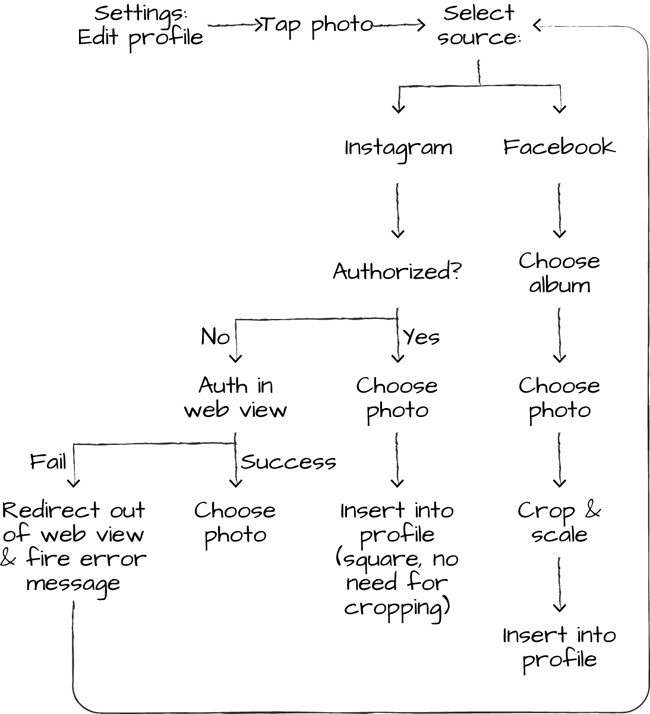 Settings:
Edit profile
Tap photo
Select
source:
Instagram
Facebook
Authorized?
Choose
album
No
Yes
Auth in
web view
Choose
photo
Choose
photo
Fail
Success
Redirect out
of web view
& fire error
message
Choose
photo
Insert into
profile
(square, no
need for
cropping)
Crop &
scale
Insert into
profile